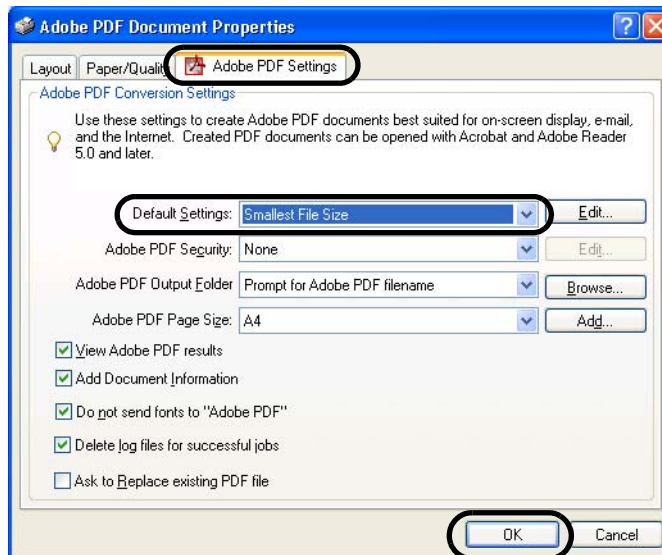 Adobe PDF Document Properties
Layout Paper/Quality Adobe PDF Settings
Adobe PDF Conversion Settings
Use these settings to create Adobe PDF documents best suited for on-screen display, e-mail,
and the Internet. Created PDF documents can be opened with Acrobat and Adobe Reader
5.0 and later.
Default Settings: Smallest File Size Edit...
Adobe PDF Security: None Edit...
Adobe PDF Output Folder Prompt for Adobe PDF filename Browse...
Adobe PDF Page Size: A4 Add...
View Adobe PDF results
Add Document Information
Do not send fonts to "Adobe PDF"
Delete log files for successful jobs
Ask to Replace existing PDF file
OK Cancel